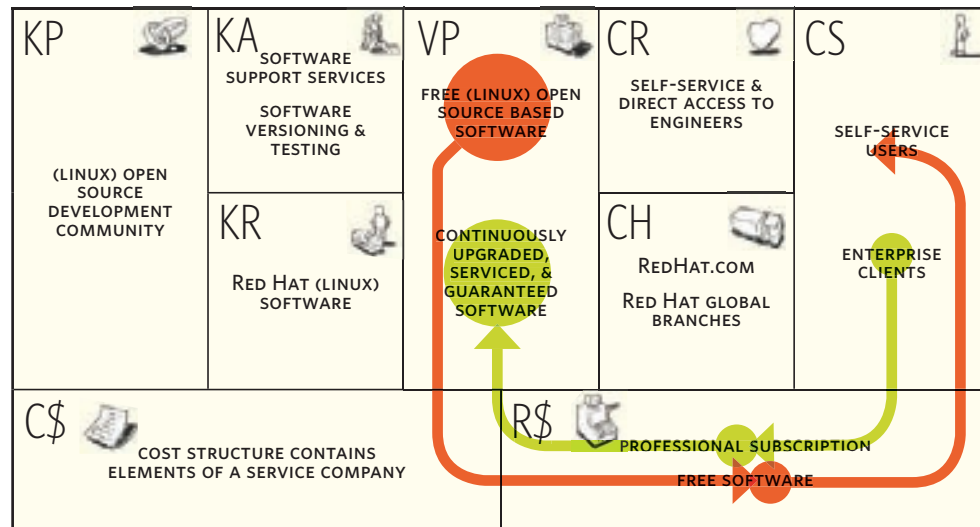 KP
(LINUX) OPEN
SOURCE
DEVELOPMENT
COMMUNITY
KA
SOFTWARE
SUPPORT SERVICES
SOFTWARE
VERSIONING &
TESTING
KR
RED HAT (LINUX)
SOFTWARE
VP
FREE (LINUX) OPEN
SOURCE BASED
SOFTWARE
CONTINUOUSLY
UPGRADED,
SERVICED, &
GUARANTEED
SOFTWARE
CR
SELF-SERVICE &
DIRECT ACCESS TO
ENGINEERS
CH
REDHAT.COM
RED HAT GLOBAL
BRANCHES
CS
SELF-SERVICE
USERS
ENTERPRISE
CLIENTS
C$
COST STRUCTURE CONTAINS
ELEMENTS OF A SERVICE COMPANY
R$
PROFESSIONAL SUBSCRIPTION
FREE SOFTWARE